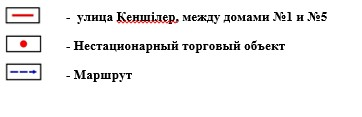 - улица Кеншілер, между домами №1 и №5
- Нестационарный торговый объект
- Маршрут